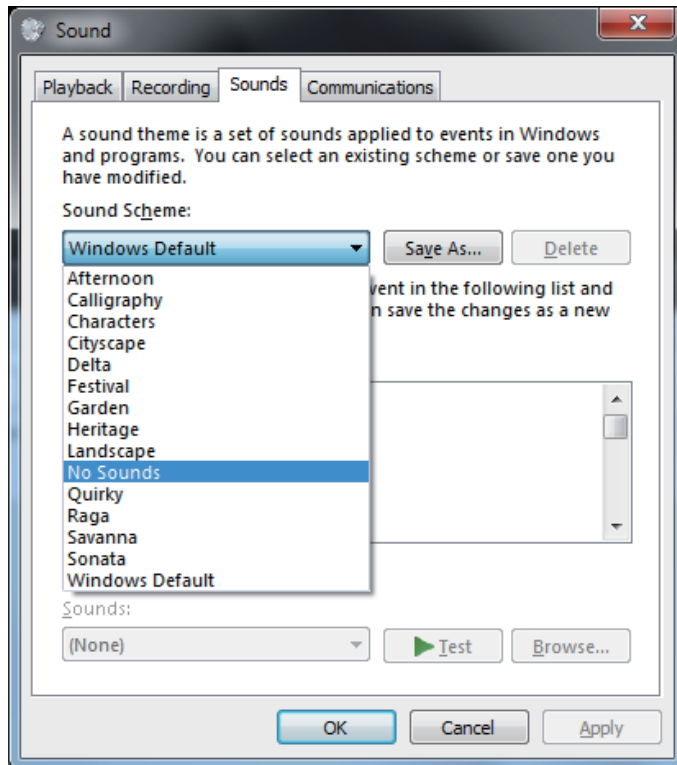 Sound
Playback Recording Sounds Communications
A sound theme is a set of sounds applied to events in Windows
and programs. You can select an existing scheme or save one you
have modified.
Sound Scheme:
Windows Default Save As... Delete
Afternoon
Calligraphy
Characters
Cityscape
Delta
Festival
Garden
Heritage
Landscape
No Sounds
Quirky
Raga
Savanna
Sonata
Windows Default
in the following list and
save the changes as a new
Sounds:
(None) Test Browse...
OK Cancel Apply